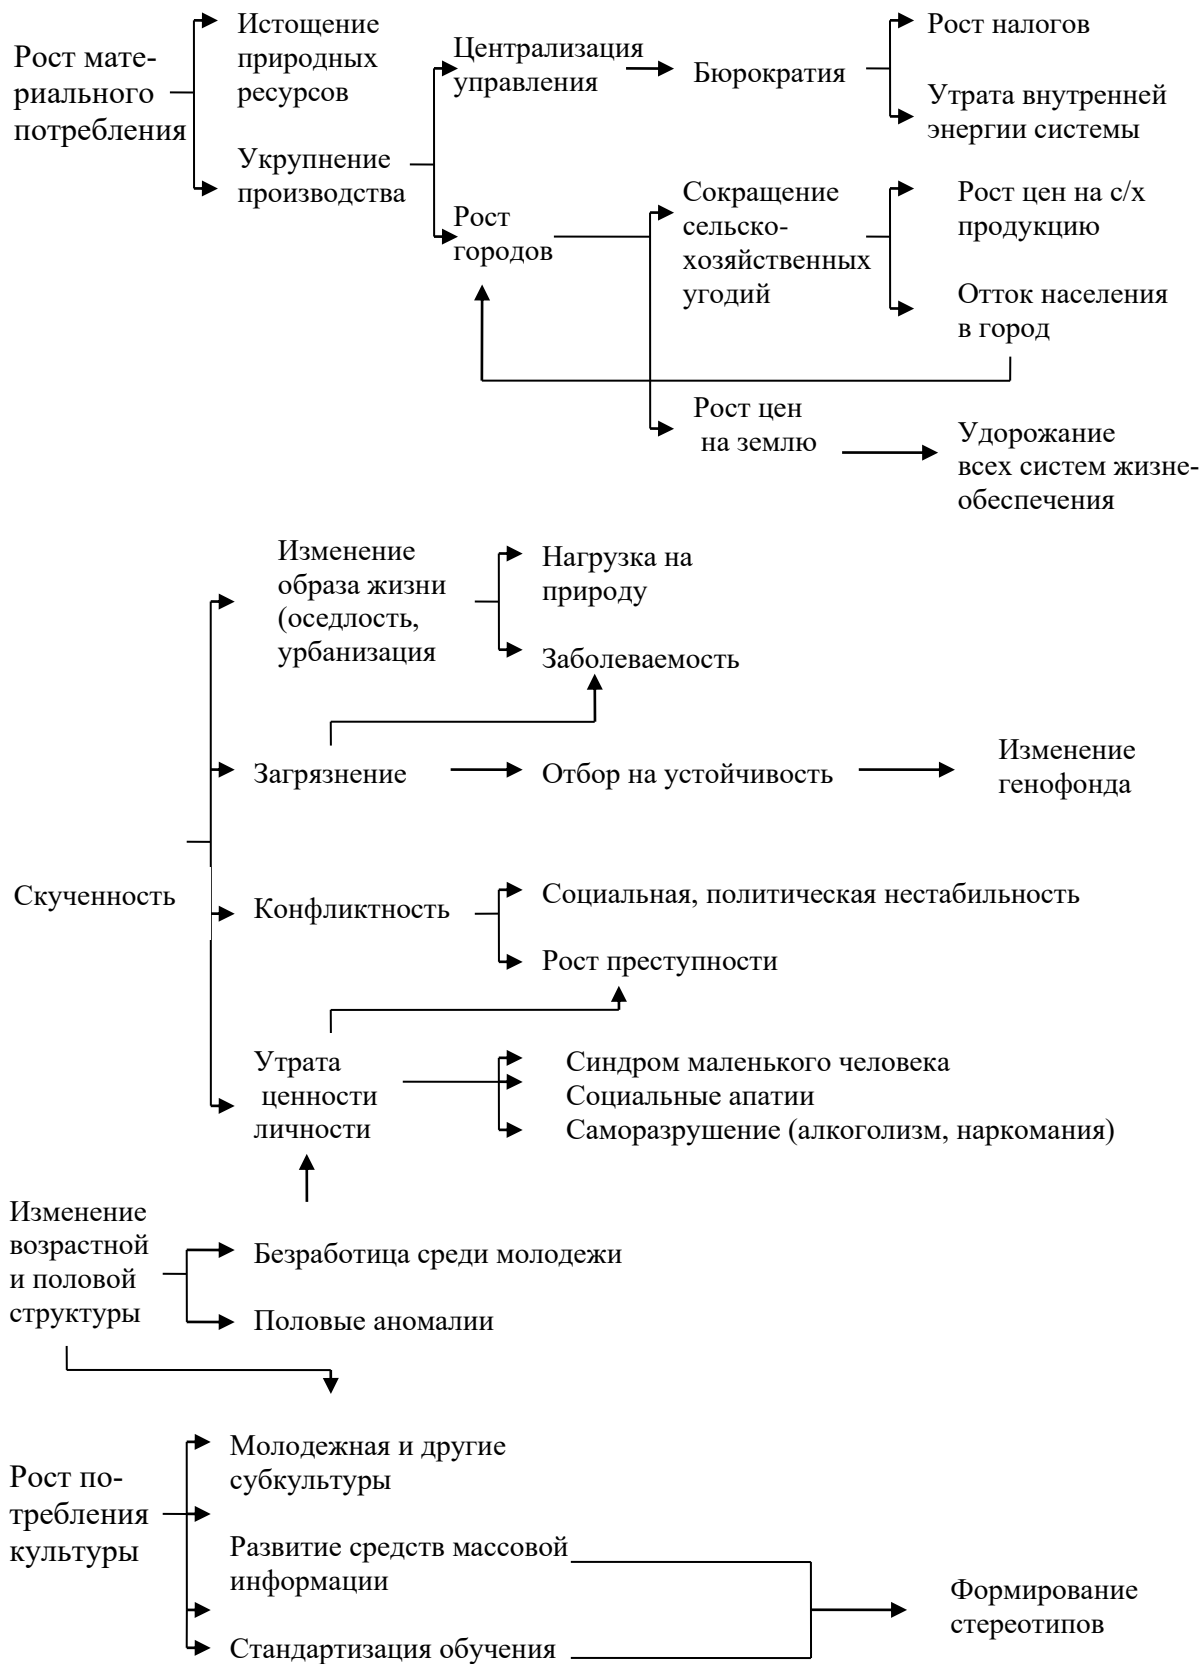 Рост мате-
риального
потребления
Истощение
природных
ресурсов
Укрупнение
производства
Централизация
управления
Бюрократия
Рост налогов
Утрата внутренней
энергии системы
Рост
городов
Сокращение
сельско-
хозяйственных
угодий
Рост цен на с/х
продукцию
Отток населения
в город
Рост цен
на землю
Удорожание
всех систем жизне-
обеспечения
Скученность
Изменение
образа жизни
(оседлость,
урбанизация
Нагрузка на
природу
Заболеваемость
Загрязнение
Отбор на устойчивость
Изменение
генофонда
Конфликтность
Социальная, политическая нестабильность
Рост преступности
Утрата
ценности
личности
Синдром маленького человека
Социальные апатии
Саморазрушение (алкоголизм, наркомания)
Изменение
возрастной
и половой
структуры
Безработица среди молодежи
Половые аномалии
Рост по-
требления
культуры
Молодежная и другие
субкультуры
Развитие средств массовой
информации
Стандартизация обучения
Формирование
стереотипов